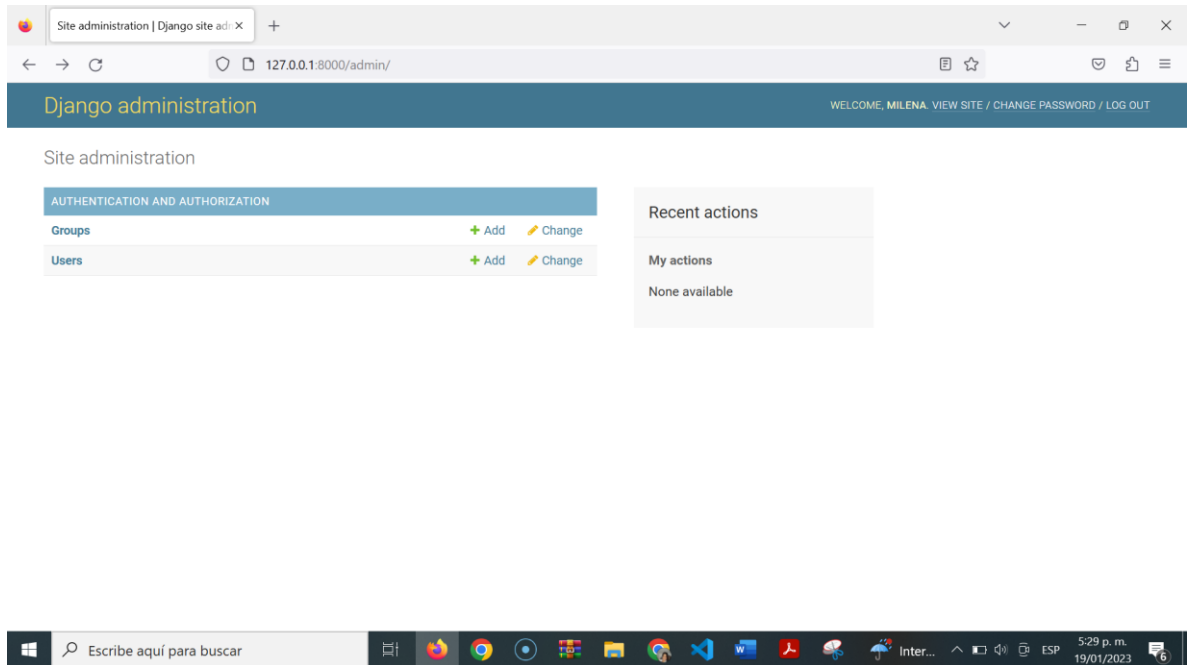 Site administration | Django site adı
127.0.0.1:8000/admin/
Django administration
WELCOME, MILENA. VIEW SITE / CHANGE PASSWORD / LOG OUT
Site administration
AUTHENTICATION AND AUTHORIZATION
Groups + Add Change
Users + Add Change
Recent actions
My actions
None available
Escribe aquí para buscar
W
Inter...
ESP
5:29 p. m.
19/01/2023
6